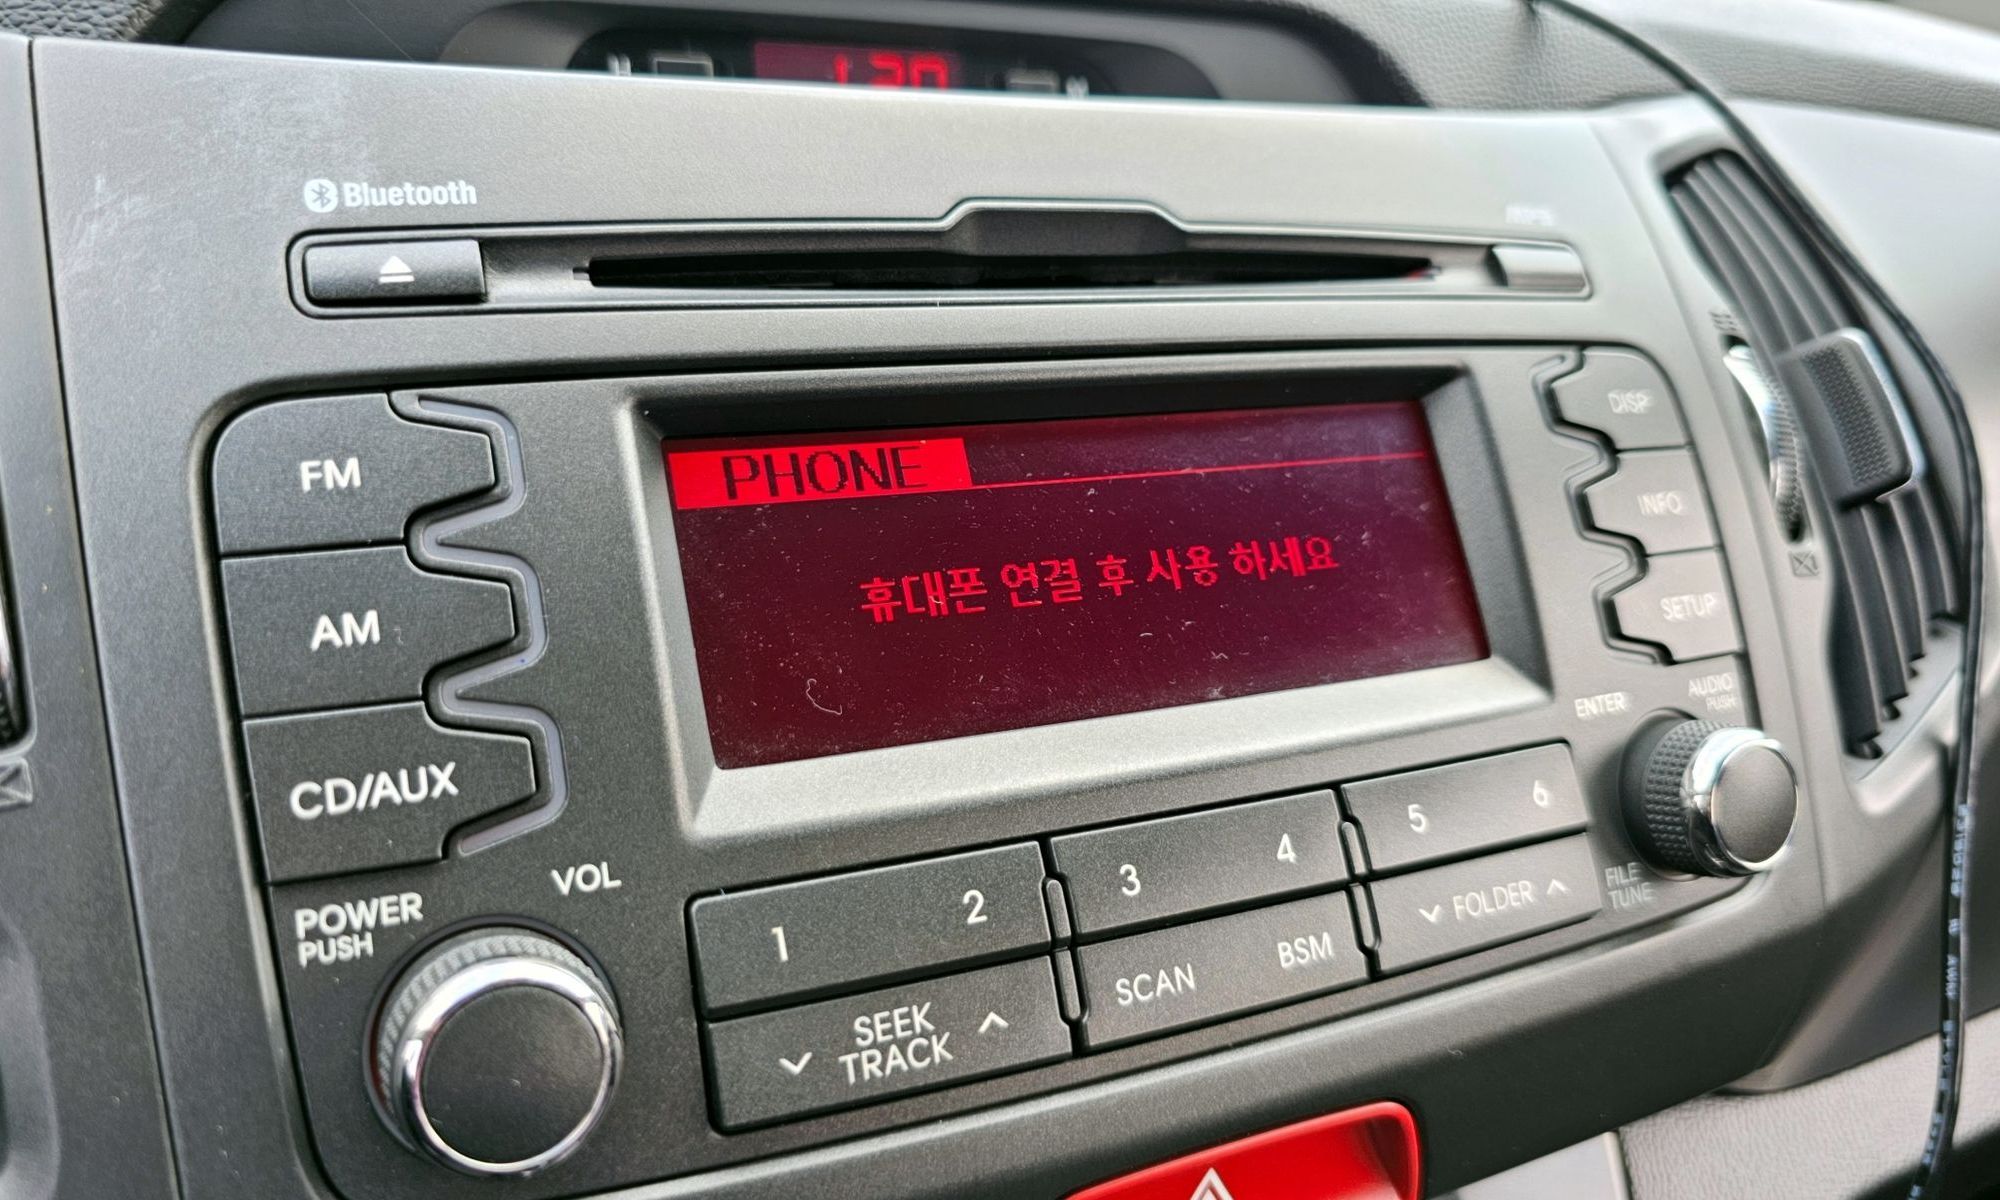 Bluetooth
FM
AM
CD/AUX
PHONE
휴대폰 연결 후 사용 하세요
DISP
INFO
SETUP
ENTER
AUDIO
PUSH
VOL
POWER
PUSH
1 2
3 4
5 6
SEEK
TRACK
SCAN BSM
FOLDER
FILE
TUNE